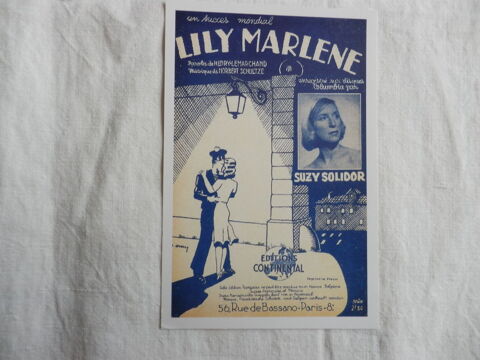 un succès mondial
LILY MARLENE
Paroles de HENRY-LEMARCHAND
Musique de NORBERT SCHULTZE
enregistré sur disques
Columbia par
SUZY SOLIDOR
EDITIONS
CONTINENTAL
56, Rue de Bassano-Paris-8e